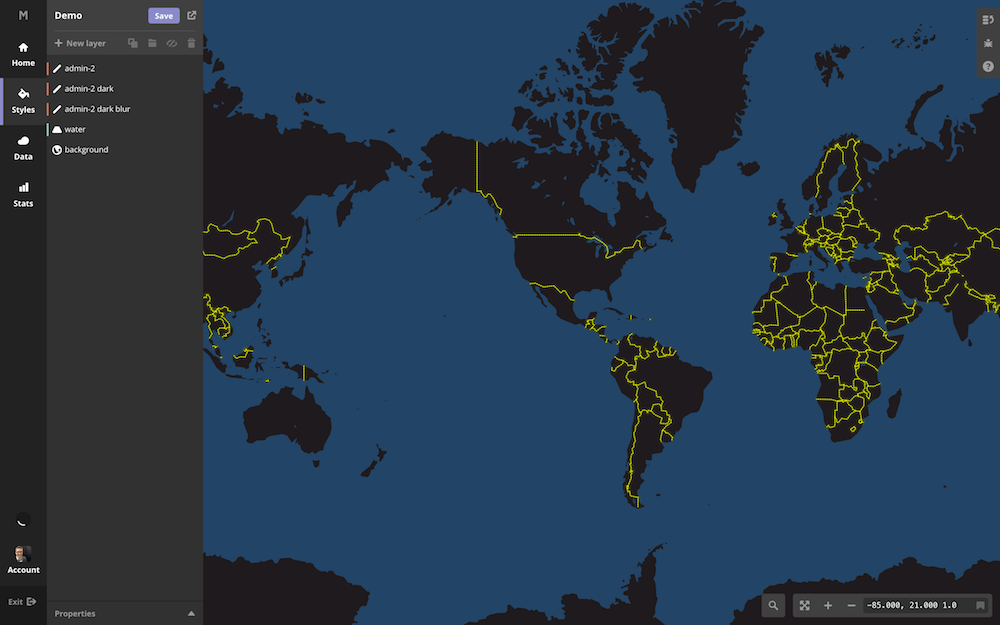 M
Demo
Save
Home
New layer
Styles
admin-2
admin-2 dark
admin-2 dark blur
water
background
Data
Stats
Account
Exit
Properties
-85.000, 21.000 1.0